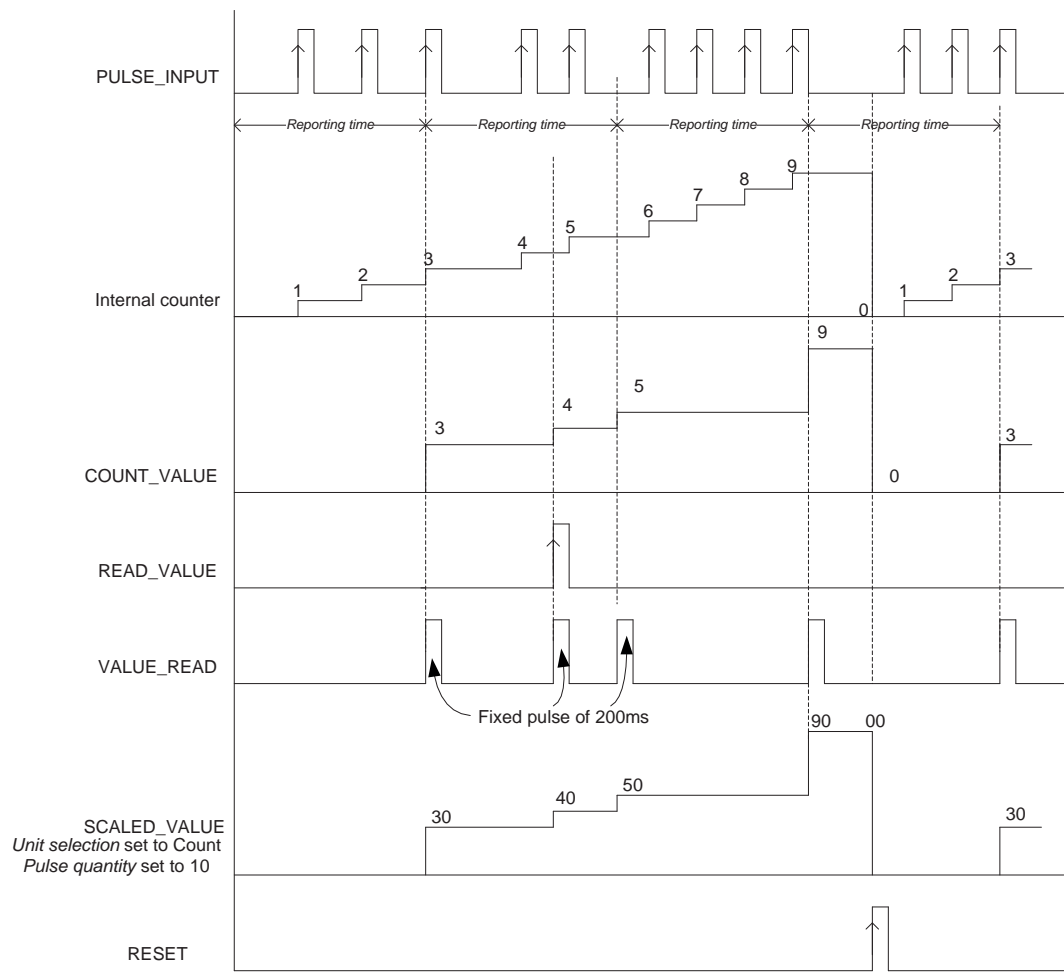 PULSE_INPUT
Reporting time Reporting time Reporting time Reporting time
1 2 3 4 5 6 7 8 9 0 1 2 3
Internal counter
3 4 5 9 0 3
COUNT_VALUE
READ_VALUE
VALUE_READ
Fixed pulse of 200ms
30 40 50 90 00 30
SCALED_VALUE
Unit selection set to Count
Pulse quantity set to 10
RESET